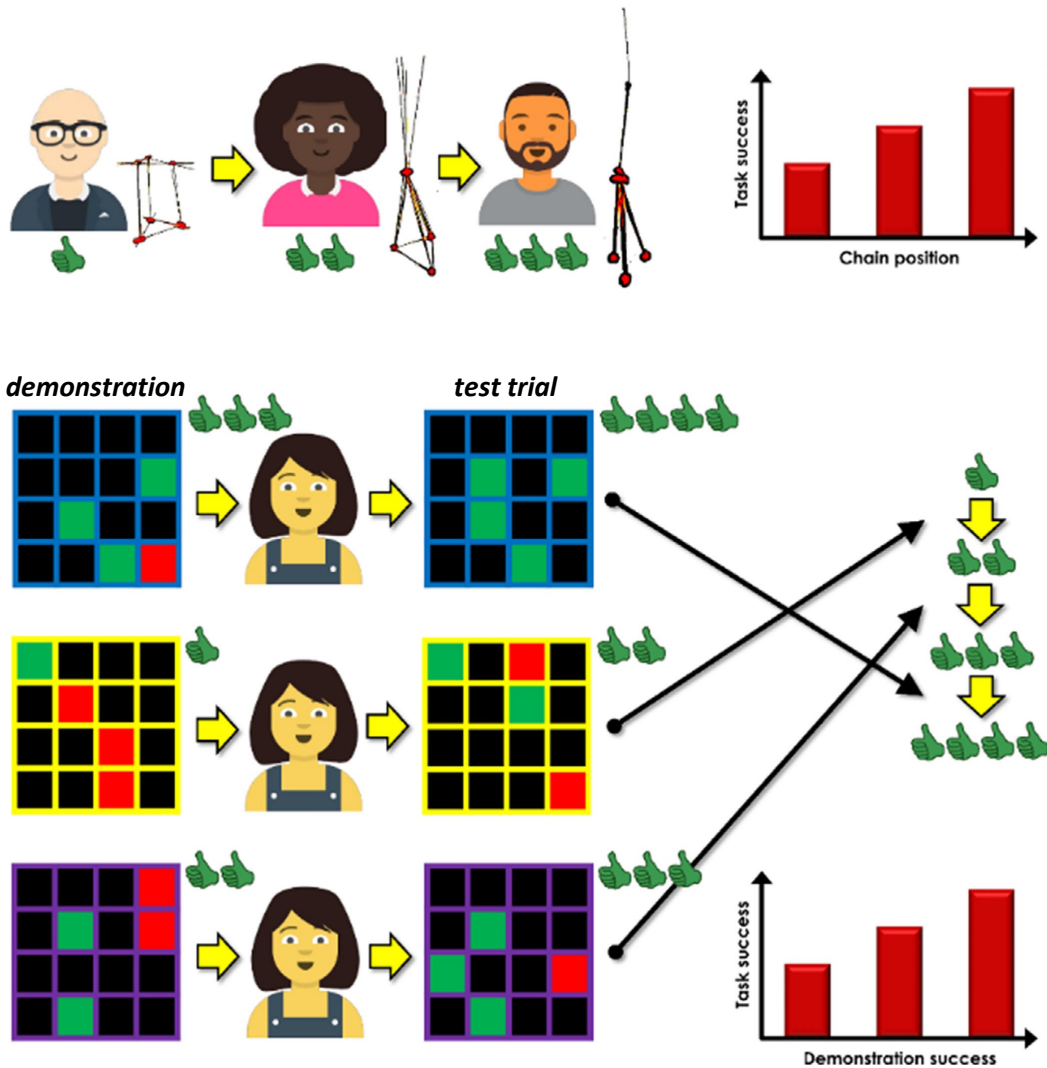 Task success
Chain position
demonstration
test trial
Task success
Demonstration success